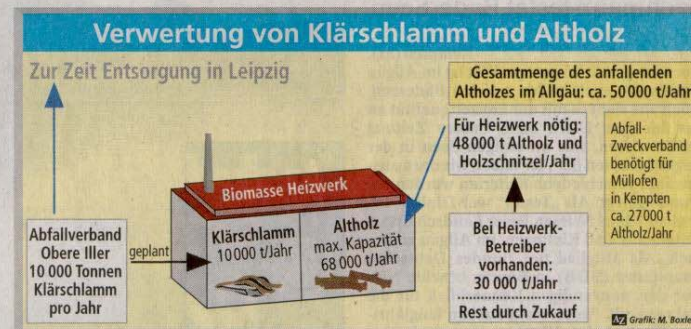 Verwertung von Klärschlamm und Altholz
Zur Zeit Entsorgung in Leipzig
Gesamtmenge des anfallenden
Altholzes im Allgäu: ca. 50 000 t/Jahr
Für Heizwerk nötig:
48 000 t Altholz und
Holzschnitzel/Jahr
Abfall-
Zweckverband
benötigt für
Müllofen
in Kempten
ca. 27 000 t
Altholz/Jahr
Biomasse Heizwerk
Abfallverband
Obere Iller
10 000 Tonnen
Klärschlamm
pro Jahr
geplant
Klärschlamm
10 000 t/Jahr
Altholz
max. Kapazität
68 000 t/Jahr
Bei Heizwerk-
Betreiber
vorhanden:
30 000 t/Jahr
Rest durch Zukauf
AZ Grafik: M. Boxle